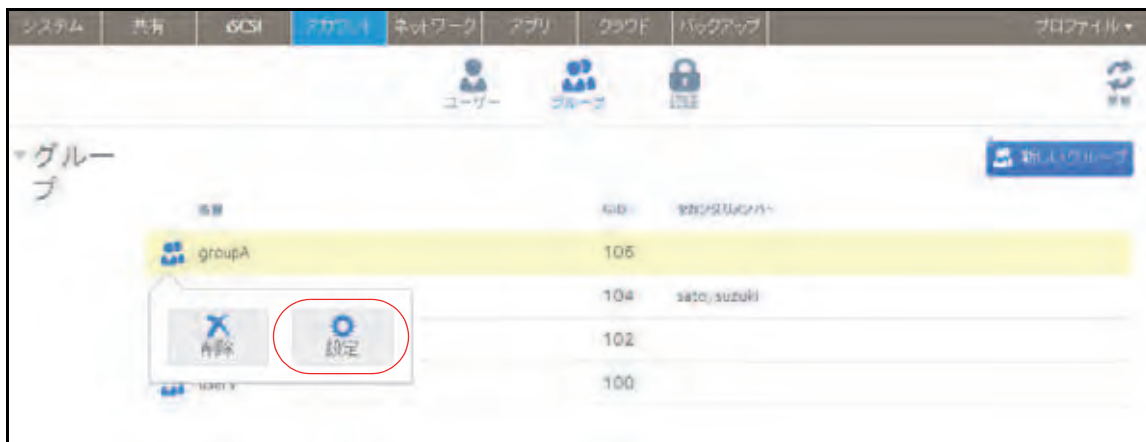 システム 共有 iSCSI アカウント ネットワーク アプリ クラウド バックアップ プロファイル
ユーザー グループ
グループ
新しいグループ
名前 GID セカンダリメンバー
groupA 106
104 sato, suzuki
削除 設定
102
100